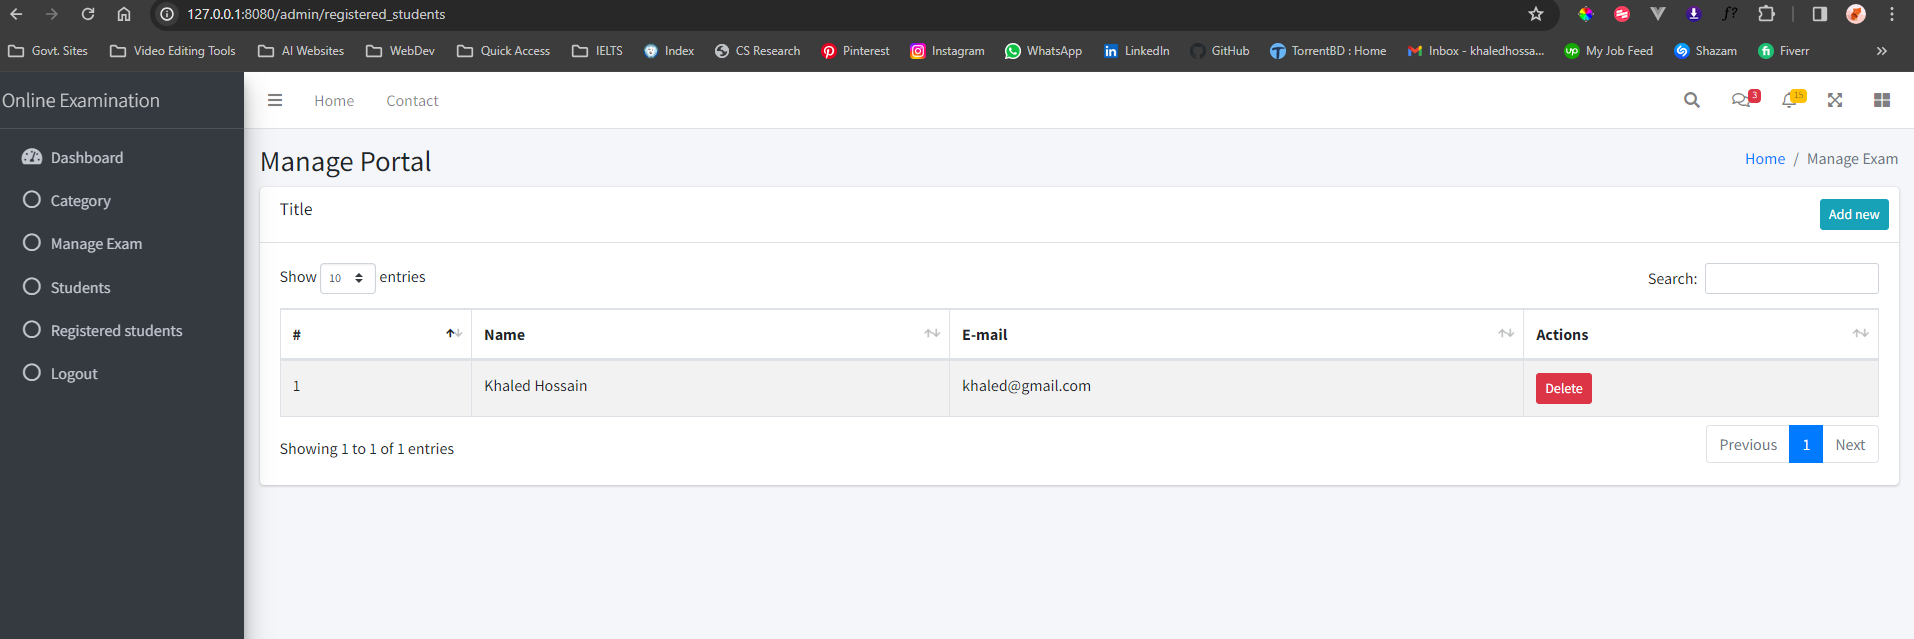 127.0.0.1:8080/admin/registered_students
f?
Govt. Sites Video Editing Tools AI Websites WebDev Quick Access IELTS Index CS Research Pinterest Instagram WhatsApp LinkedIn GitHub TorrentBD : Home Inbox - khaledhossa... My Job Feed Shazam Fiverr »
Online Examination
Home Contact
3
15
Dashboard
Category
Manage Exam
Students
Registered students
Logout
Manage Portal
Home / Manage Exam
Title
Add new
Show 10 entries
Search:
# Name E-mail Actions
1 Khaled Hossain khaled@gmail.com Delete
Showing 1 to 1 of 1 entries
Previous 1 Next